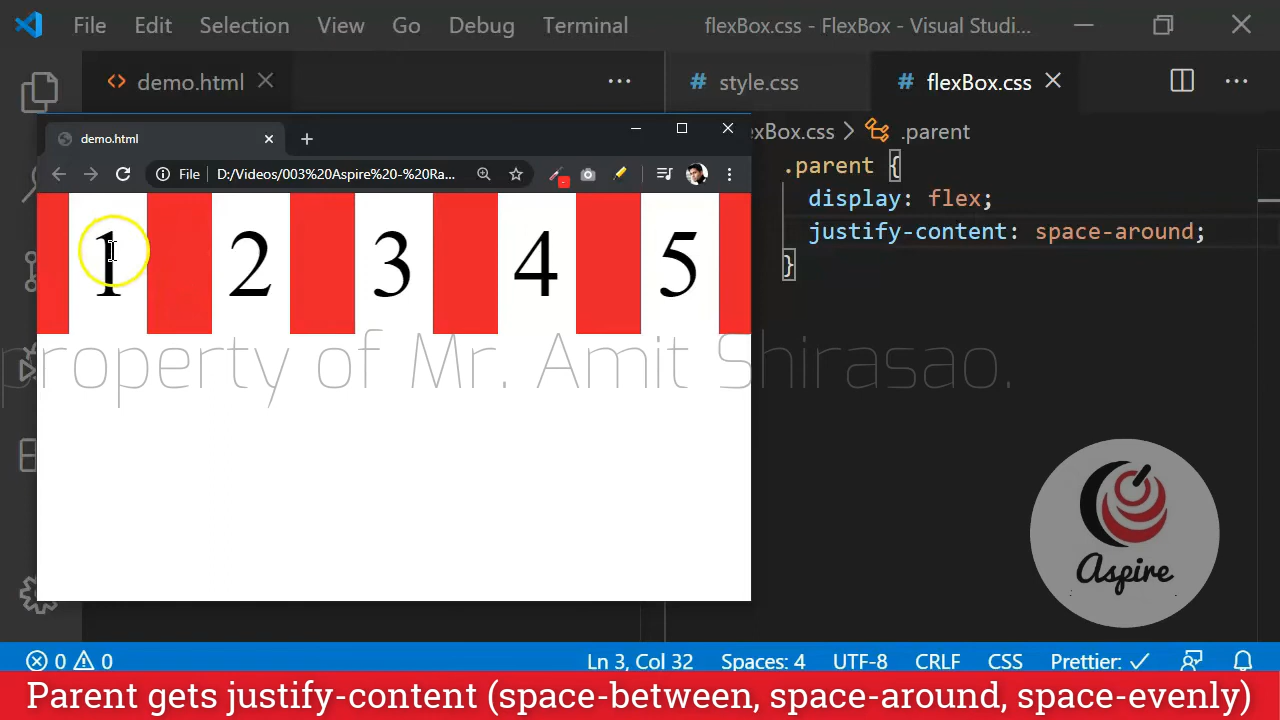 File Edit Selection View Go Debug Terminal flexBox.css - FlexBox - Visual Studi...
demo.html
style.css
flexBox.css
exBox.css > .parent
demo.html
File D:/Videos/003%20Aspire%20-%20Ra...
.parent {
display: flex;
justify-content: space-around;
}
1 2 3 4 5
property of Mr. Amit Shirasao.
Aspire
0 0 Ln 3, Col 32 Spaces: 4 UTF-8 CRLF CSS Prettier: ✓
Parent gets justify-content (space-between, space-around, space-evenly)